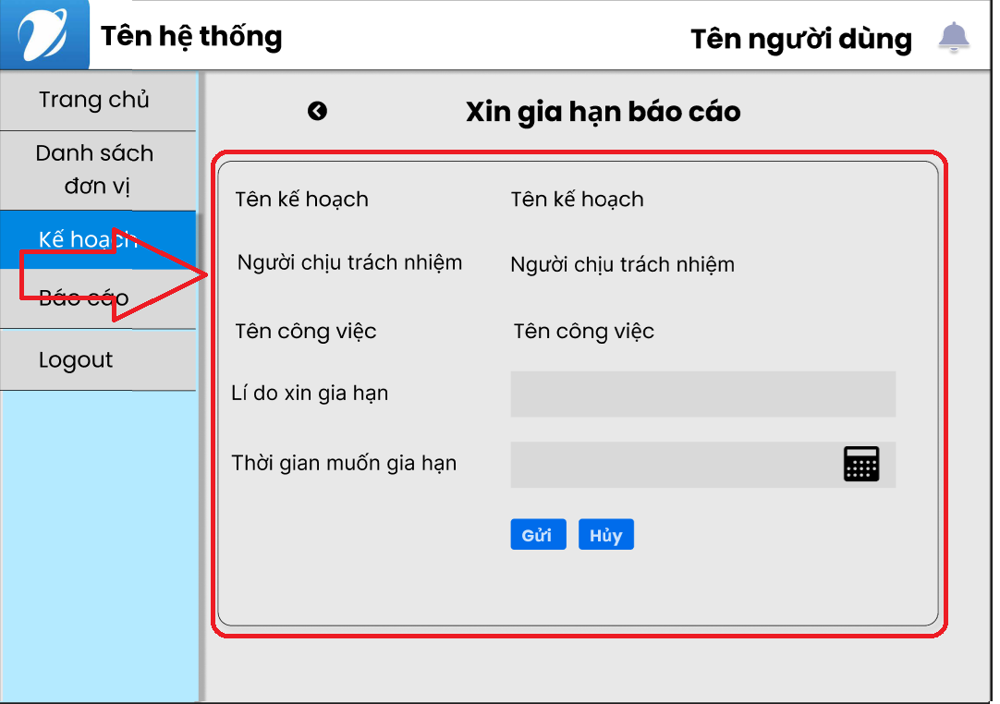 Tên hệ thống
Tên người dùng
Trang chủ
Danh sách
đơn vị
Kế hoạch
Báo cáo
Logout
Xin gia hạn báo cáo
Tên kế hoạch Tên kế hoạch
Người chịu trách nhiệm Người chịu trách nhiệm
Tên công việc Tên công việc
Lí do xin gia hạn
Thời gian muốn gia hạn
Gửi Hủy